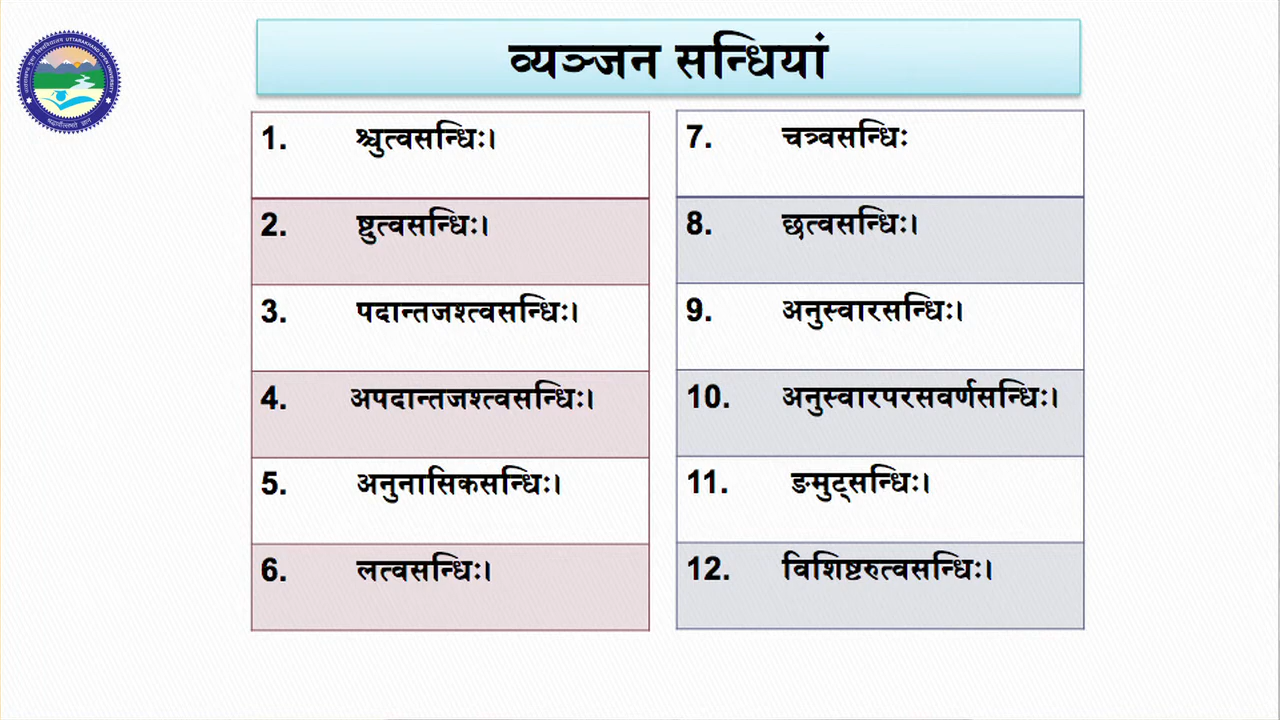 व्यञ्जन सन्धियां
1. श्चुत्वसन्धिः।
2. ष्टुत्वसन्धिः।
3. पदान्तजश्त्वसन्धिः।
4. अपदान्तजश्त्वसन्धिः।
5. अनुनासिकसन्धिः।
6. लत्वसन्धिः।
7. चत्र्वसन्धिः
8. छत्वसन्धिः।
9. अनुस्वारसन्धिः।
10. अनुस्वारपरसवर्णसन्धिः।
11. ङमुट्सन्धिः।
12. विशिष्टरुत्वसन्धिः।